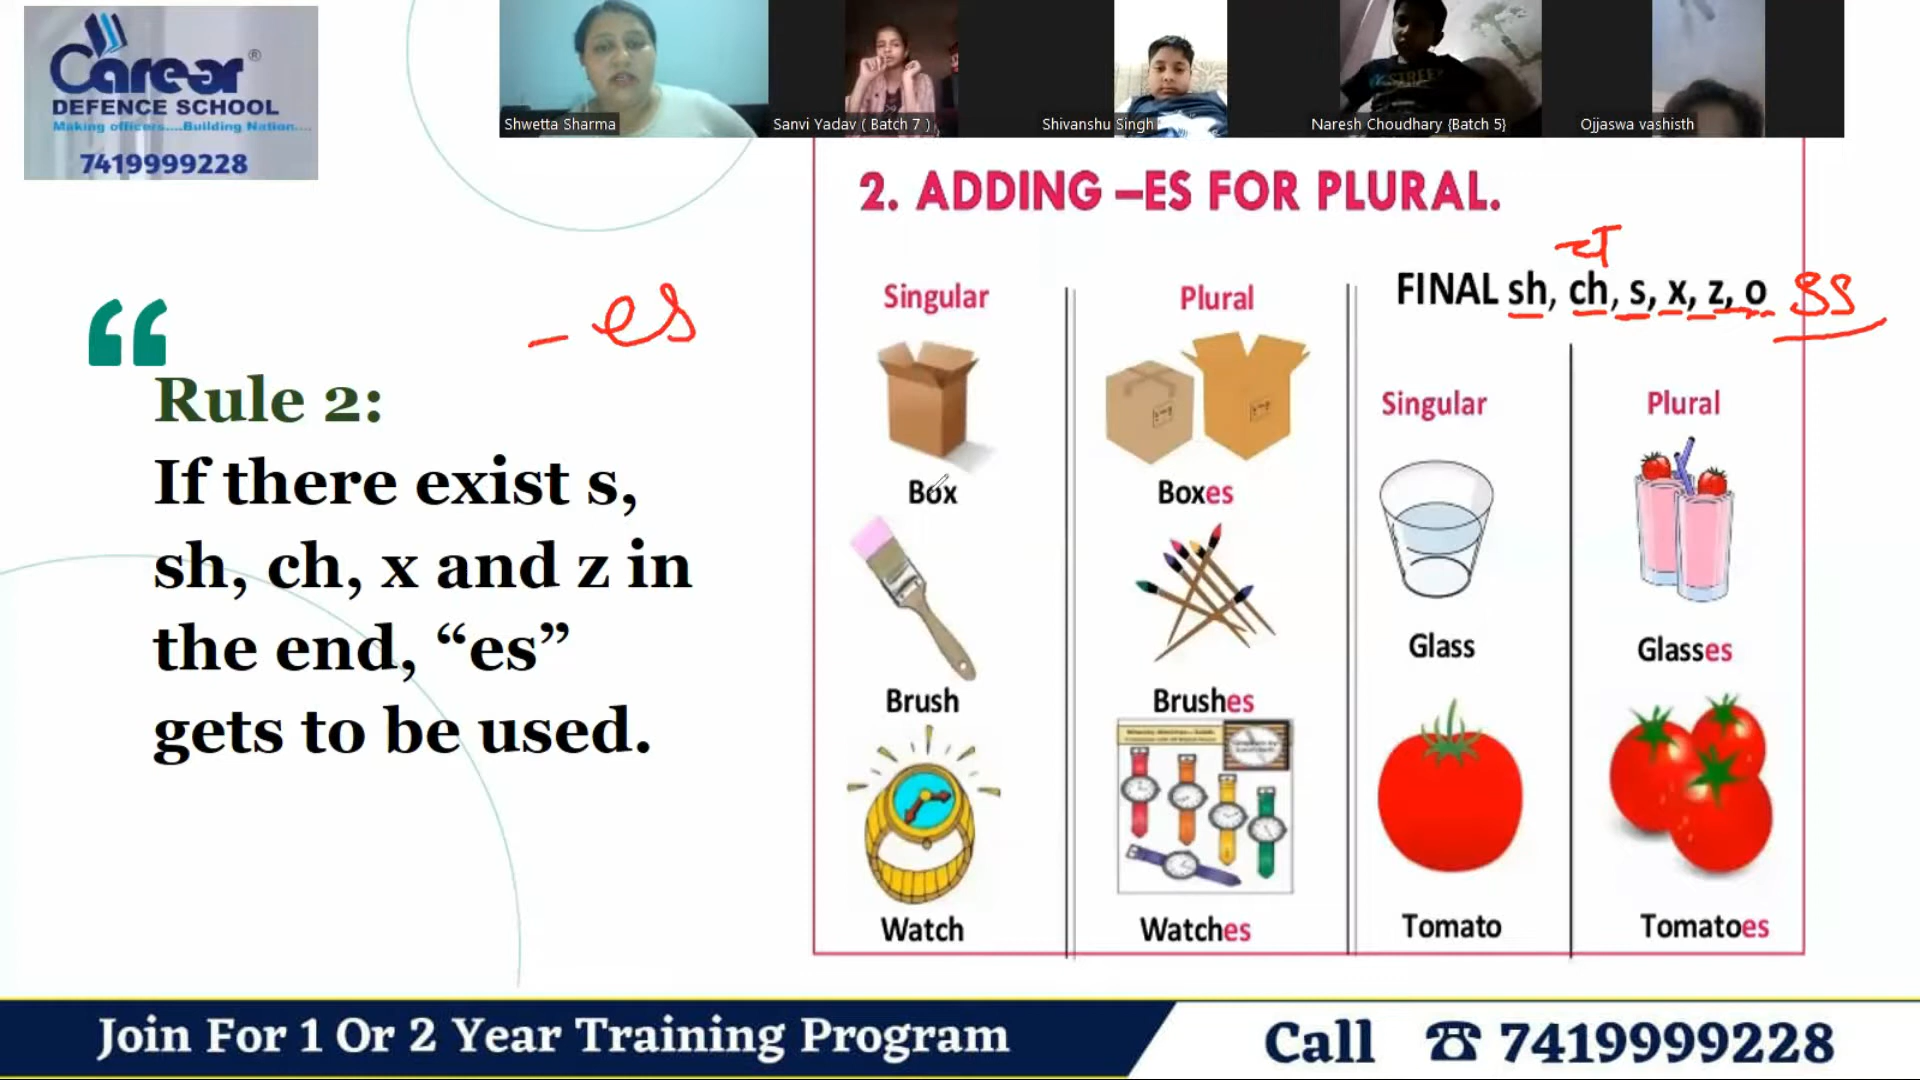 Carear®
DEFENCE SCHOOL
Making officers....Building Nation....
7419999228
Shwetta Sharma
Sanvi Yadav ( Batch 7 )
Shivanshu Singh
Naresh Choudhary {Batch 5}
Ojjaswa vashisth
2. ADDING –ES FOR PLURAL.
च
FINAL sh, ch, s, x, z, o ss
- es
“
Rule 2:
If there exist s,
sh, ch, x and z in
the end, “es”
gets to be used.
Singular
Plural
Box
Boxes
Brush
Brushes
Watch
Watches
Singular
Plural
Glass
Glasses
Tomato
Tomatoes
Join For 1 Or 2 Year Training Program
Call ☎ 7419999228